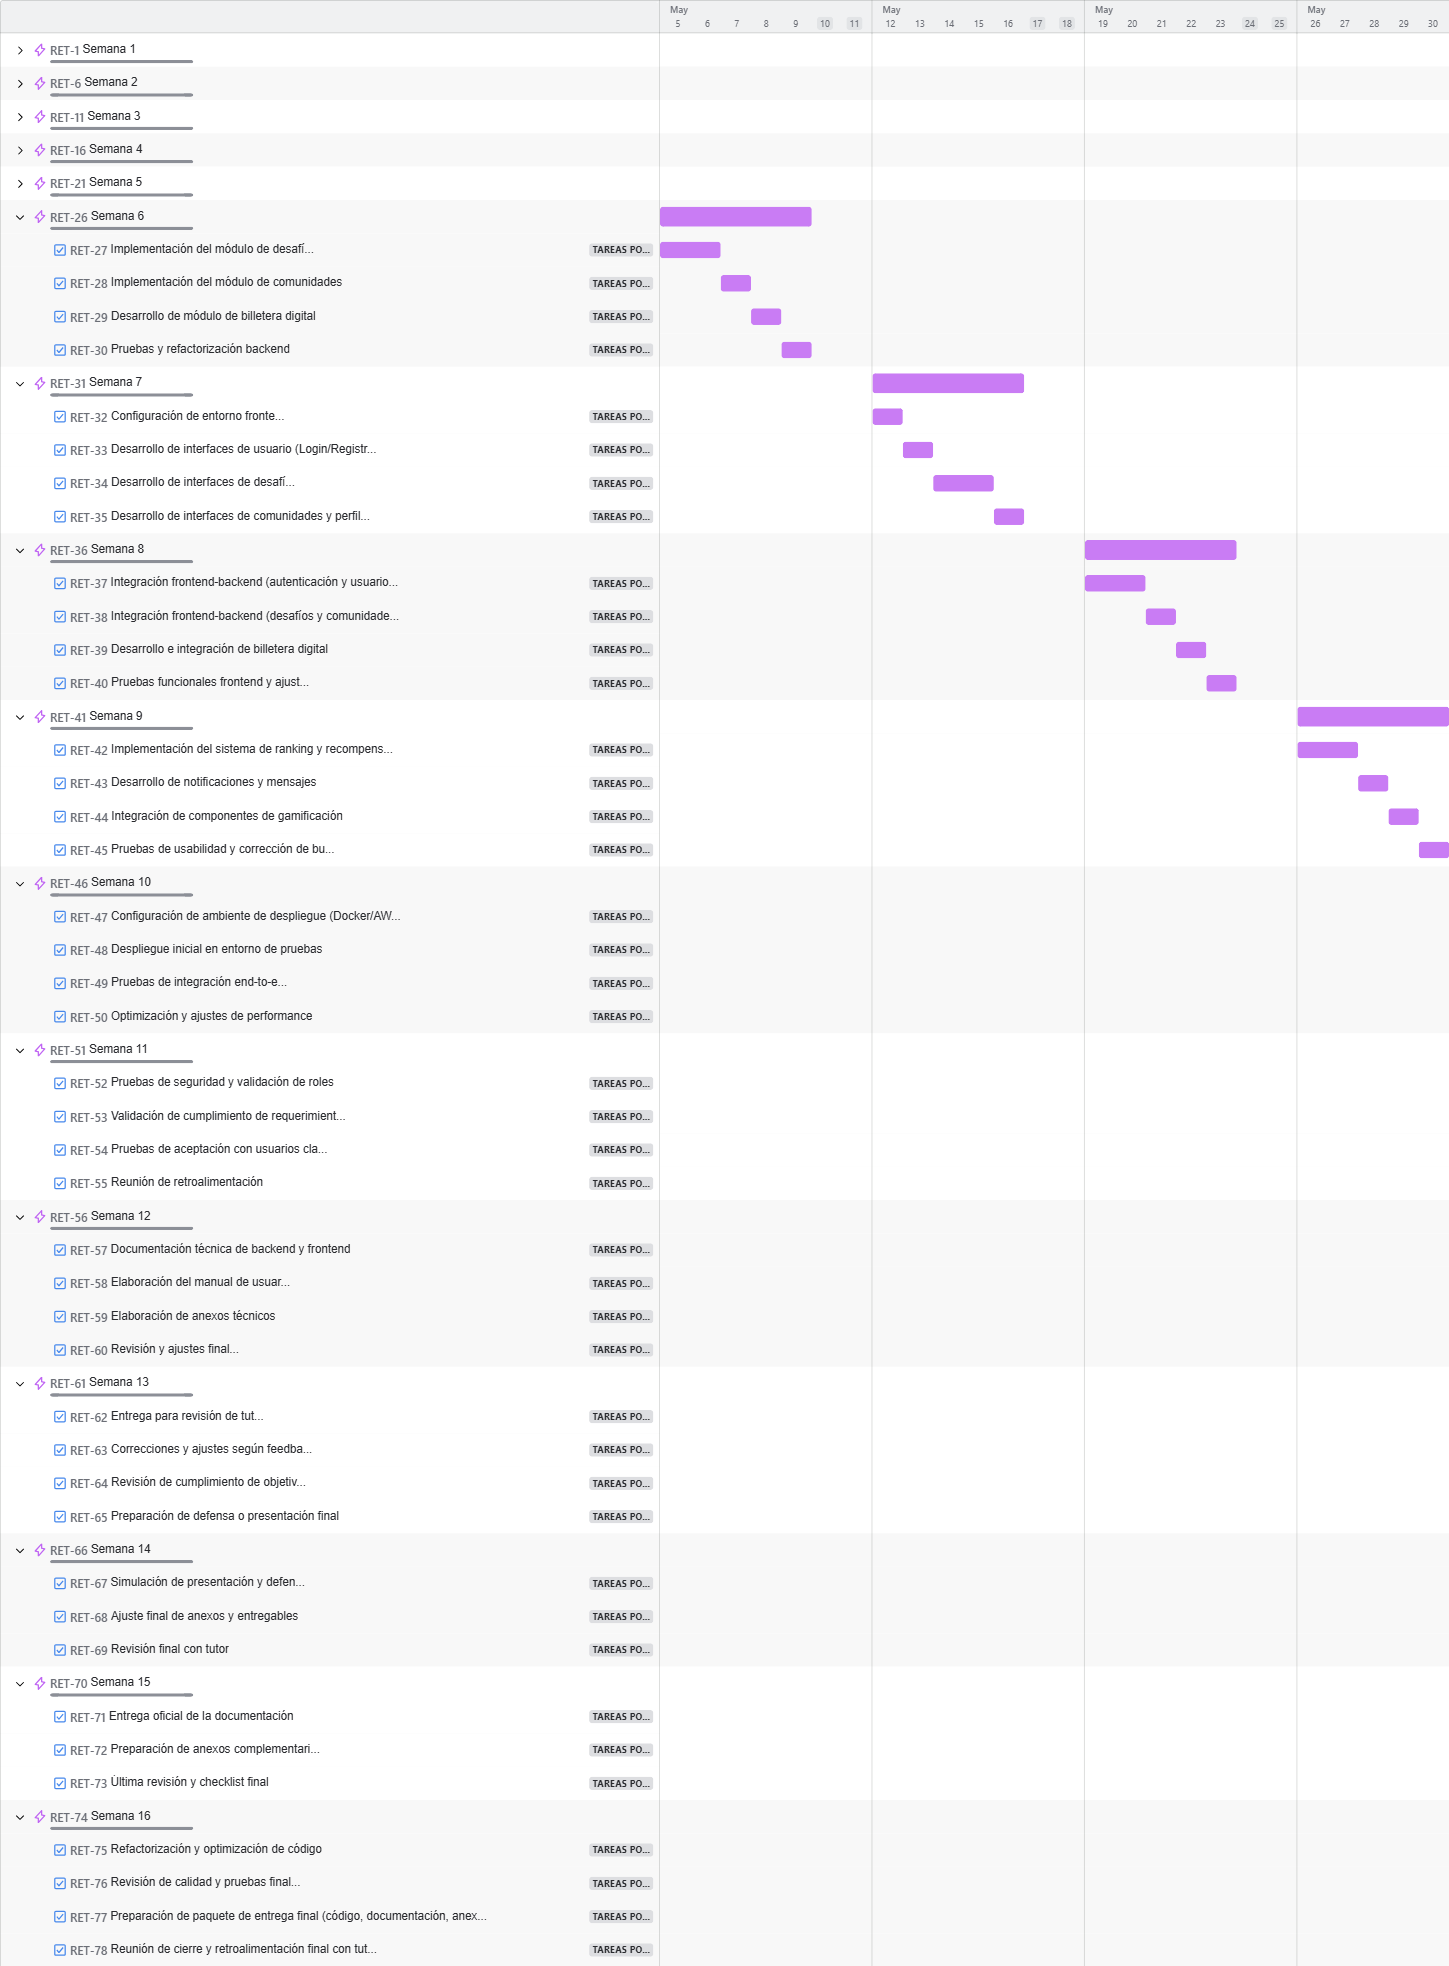 May May May May
5 6 7 8 9 10 11 12 13 14 15 16 17 18 19 20 21 22 23 24 25 26 27 28 29 30
RET-1 Semana 1
RET-6 Semana 2
RET-11 Semana 3
RET-16 Semana 4
RET-21 Semana 5
RET-26 Semana 6
RET-27 Implementación del módulo de desafí... TAREAS PO...
RET-28 Implementación del módulo de comunidades TAREAS PO...
RET-29 Desarrollo de módulo de billetera digital TAREAS PO...
RET-30 Pruebas y refactorización backend TAREAS PO...
RET-31 Semana 7
RET-32 Configuración de entorno fronte... TAREAS PO...
RET-33 Desarrollo de interfaces de usuario (Login/Registr... TAREAS PO...
RET-34 Desarrollo de interfaces de desafí... TAREAS PO...
RET-35 Desarrollo de interfaces de comunidades y perfil... TAREAS PO...
RET-36 Semana 8
RET-37 Integración frontend-backend (autenticación y usuario... TAREAS PO...
RET-38 Integración frontend-backend (desafíos y comunidade... TAREAS PO...
RET-39 Desarrollo e integración de billetera digital TAREAS PO...
RET-40 Pruebas funcionales frontend y ajust... TAREAS PO...
RET-41 Semana 9
RET-42 Implementación del sistema de ranking y recompens... TAREAS PO...
RET-43 Desarrollo de notificaciones y mensajes TAREAS PO...
RET-44 Integración de componentes de gamificación TAREAS PO...
RET-45 Pruebas de usabilidad y corrección de bu... TAREAS PO...
RET-46 Semana 10
RET-47 Configuración de ambiente de despliegue (Docker/AW... TAREAS PO...
RET-48 Despliegue inicial en entorno de pruebas TAREAS PO...
RET-49 Pruebas de integración end-to-e... TAREAS PO...
RET-50 Optimización y ajustes de performance TAREAS PO...
RET-51 Semana 11
RET-52 Pruebas de seguridad y validación de roles TAREAS PO...
RET-53 Validación de cumplimiento de requerimient... TAREAS PO...
RET-54 Pruebas de aceptación con usuarios cla... TAREAS PO...
RET-55 Reunión de retroalimentación TAREAS PO...
RET-56 Semana 12
RET-57 Documentación técnica de backend y frontend TAREAS PO...
RET-58 Elaboración del manual de usuar... TAREAS PO...
RET-59 Elaboración de anexos técnicos TAREAS PO...
RET-60 Revisión y ajustes final... TAREAS PO...
RET-61 Semana 13
RET-62 Entrega para revisión de tut... TAREAS PO...
RET-63 Correcciones y ajustes según feedba... TAREAS PO...
RET-64 Revisión de cumplimiento de objetiv... TAREAS PO...
RET-65 Preparación de defensa o presentación final TAREAS PO...
RET-66 Semana 14
RET-67 Simulación de presentación y defen... TAREAS PO...
RET-68 Ajuste final de anexos y entregables TAREAS PO...
RET-69 Revisión final con tutor TAREAS PO...
RET-70 Semana 15
RET-71 Entrega oficial de la documentación TAREAS PO...
RET-72 Preparación de anexos complementari... TAREAS PO...
RET-73 Última revisión y checklist final TAREAS PO...
RET-74 Semana 16
RET-75 Refactorización y optimización de código TAREAS PO...
RET-76 Revisión de calidad y pruebas final... TAREAS PO...
RET-77 Preparación de paquete de entrega final (código, documentación, anex... TAREAS PO...
RET-78 Reunión de cierre y retroalimentación final con tut... TAREAS PO...